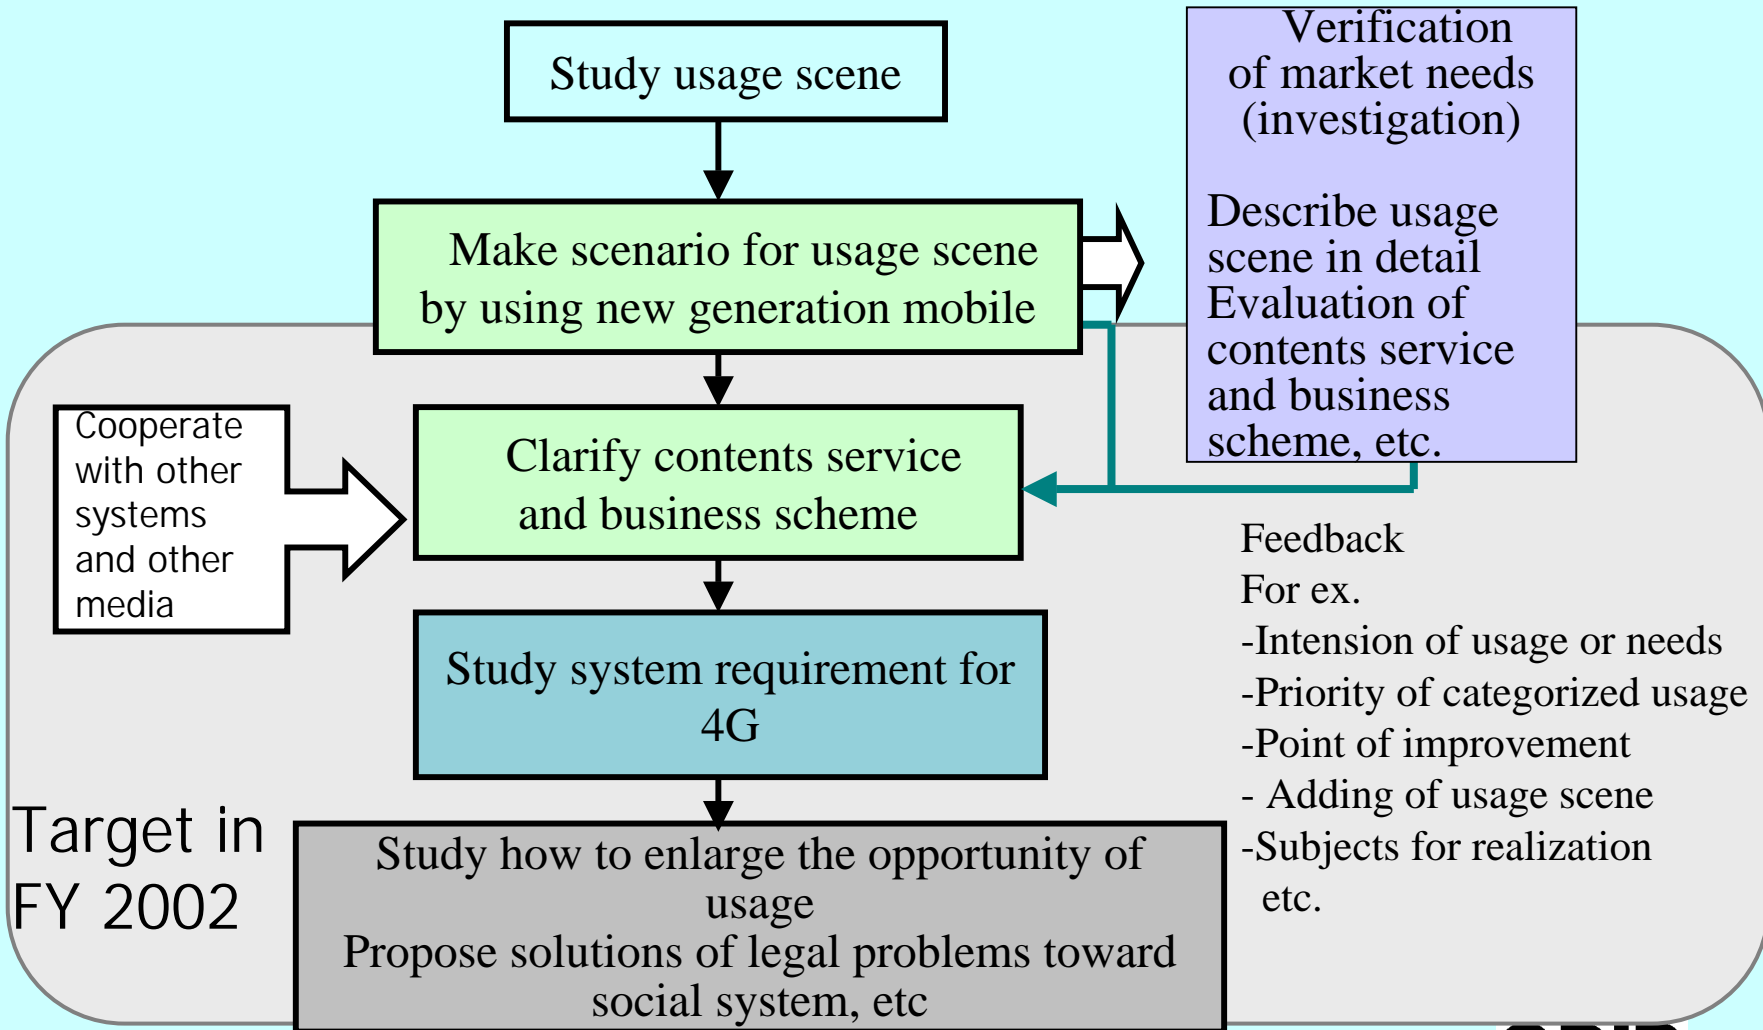 Study usage scene
Verification
of market needs
(investigation)
Describe usage
scene in detail
Evaluation of
contents service
and business
scheme, etc.
Make scenario for usage scene
by using new generation mobile
Cooperate
with other
systems
and other
media
Clarify contents service
and business scheme
Feedback
For ex.
-Intension of usage or needs
-Priority of categorized usage
-Point of improvement
- Adding of usage scene
-Subjects for realization
etc.
Study system requirement for
4G
Target in
FY 2002
Study how to enlarge the opportunity of
usage
Propose solutions of legal problems toward
social system, etc